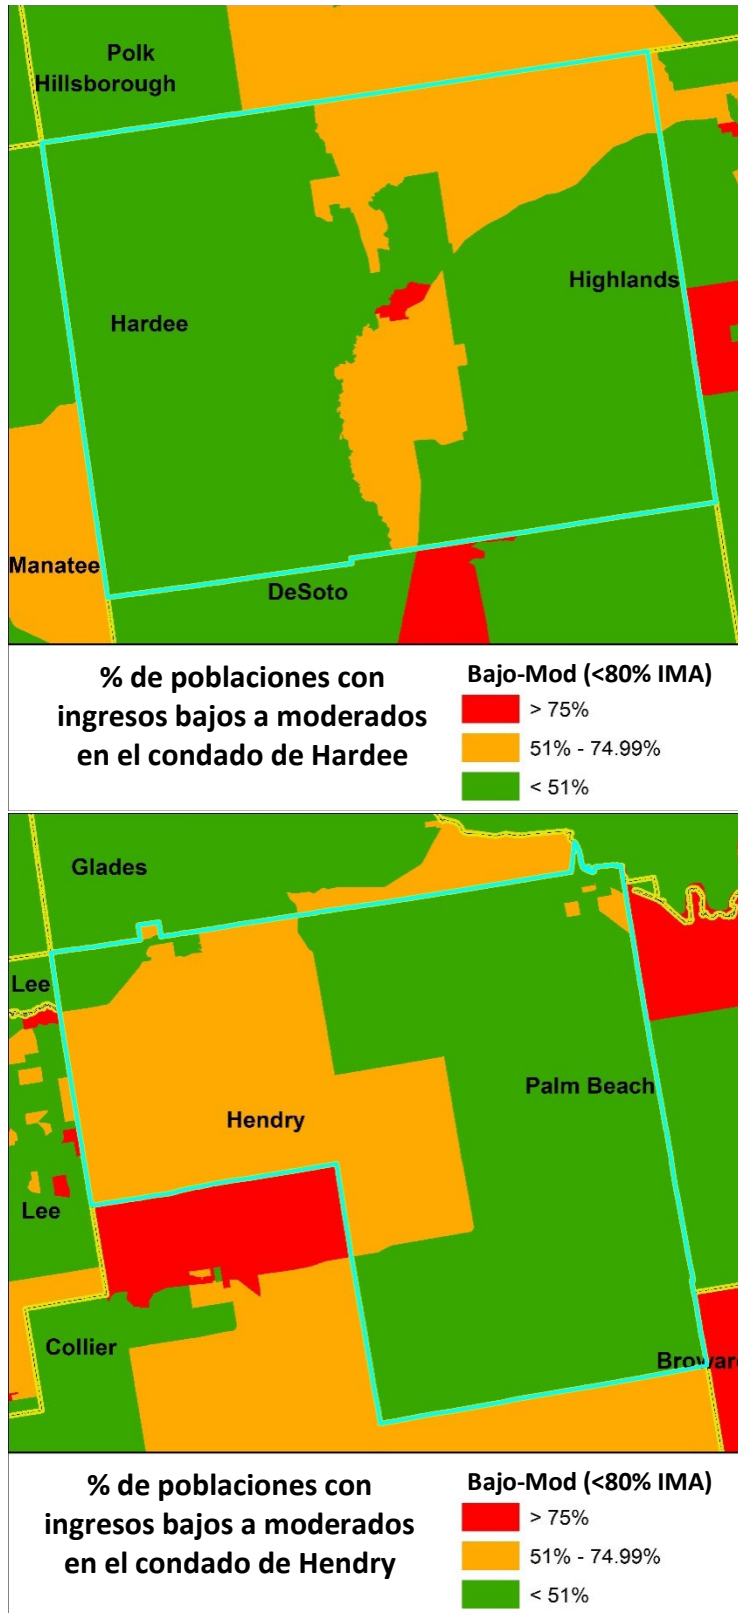 Polk
Hillsborough
Highlands
Hardee
Manatee
DeSoto
% de poblaciones con
ingresos bajos a moderados
en el condado de Hardee
Bajo-Mod (<80% IMA)
> 75%
51% - 74.99%
< 51%
Glades
Lee
Palm Beach
Hendry
Lee
Collier
Broward
% de poblaciones con
ingresos bajos a moderados
en el condado de Hendry
Bajo-Mod (<80% IMA)
> 75%
51% - 74.99%
< 51%